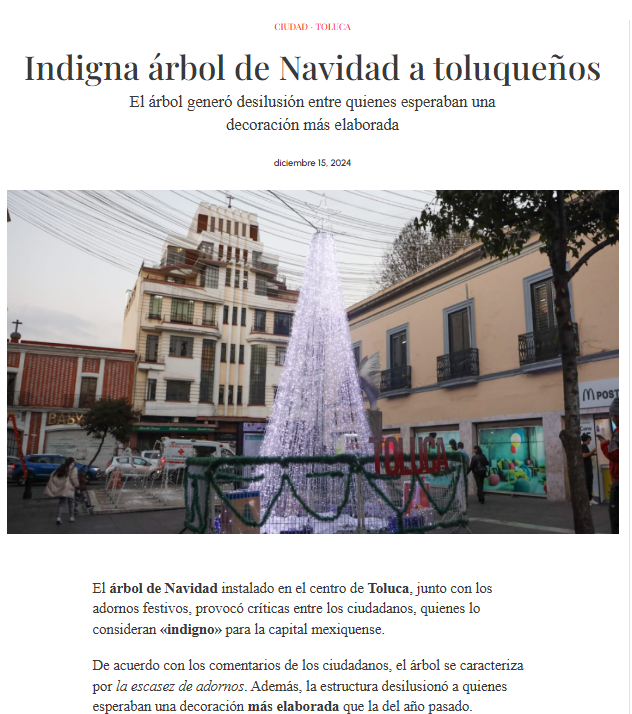 CIUDAD - TOLUCA
Indigna árbol de Navidad a toluqueños
El árbol generó desilusión entre quienes esperaban una
decoración más elaborada
diciembre 15, 2024
BABY
POST
TOLUCA
El árbol de Navidad instalado en el centro de Toluca, junto con los
adornos festivos, provocó críticas entre los ciudadanos, quienes lo
consideran «indigno» para la capital mexiquense.
De acuerdo con los comentarios de los ciudadanos, el árbol se caracteriza
por la escasez de adornos. Además, la estructura desilusionó a quienes
esperaban una decoración más elaborada que la del año pasado.